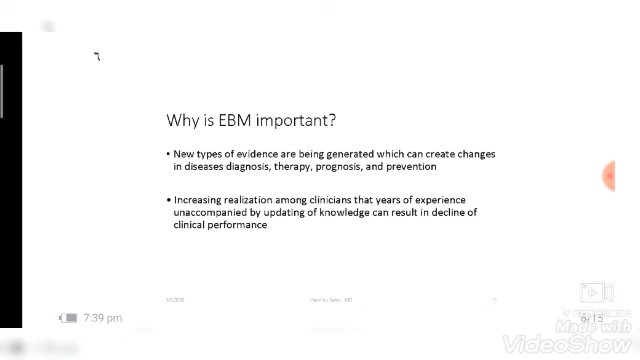 ٦
Why is EBM important?
• New types of evidence are being generated which can create changes
in diseases diagnosis, therapy, prognosis, and prevention
• Increasing realization among clinicians that years of experience
unaccompanied by updating of knowledge can result in decline of
clinical performance
7:39 pm
6/15
Made with
VideoShow